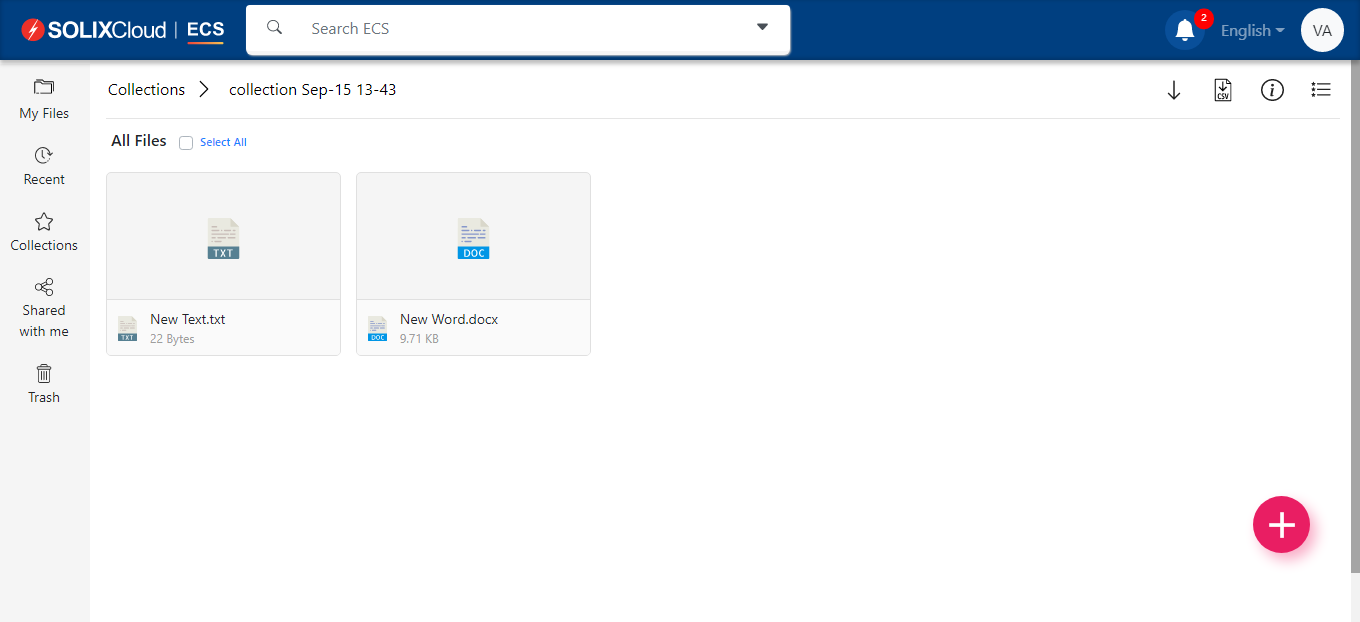 SOLIXCloud | ECS
Search ECS
2
English
VA
My Files
Recent
Collections
Shared
with me
Trash
Collections
collection Sep-15 13-43
CSV
All Files
Select All
TXT
TXT
New Text.txt
22 Bytes
DOC
DOC
New Word.docx
9.71 KB